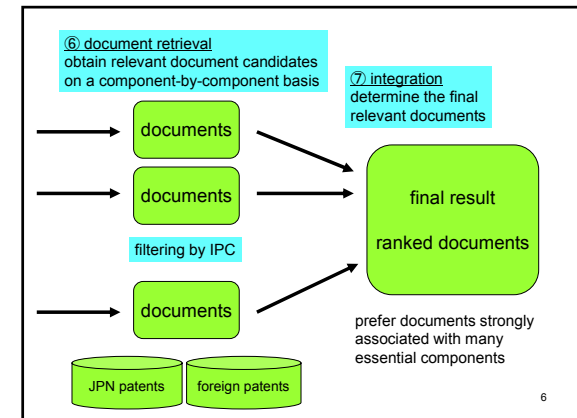 ⑥ document retrieval
obtain relevant document candidates
on a component-by-component basis
⑦ integration
determine the final
relevant documents
documents
documents
filtering by IPC
documents
final result
ranked documents
prefer documents strongly
associated with many
essential components
JPN patents
foreign patents
6